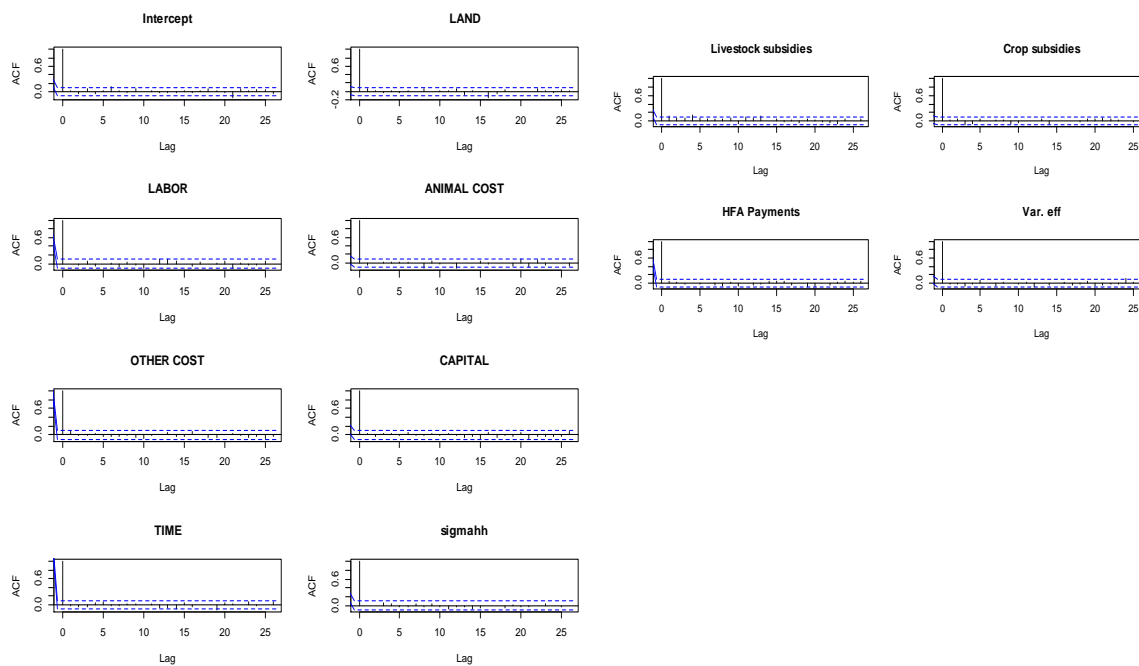 Intercept
ACF
0.0 0.6
0 5 10 15 20 25
Lag
LAND
ACF
-0.2 0.2 0.6
0 5 10 15 20 25
Lag
LABOR
ACF
0.0 0.6
0 5 10 15 20 25
Lag
ANIMAL COST
ACF
0.0 0.6
0 5 10 15 20 25
Lag
OTHER COST
ACF
0.0 0.6
0 5 10 15 20 25
Lag
CAPITAL
ACF
0.0 0.6
0 5 10 15 20 25
Lag
TIME
ACF
0.0 0.6
0 5 10 15 20 25
Lag
sigmahh
ACF
0.0 0.6
0 5 10 15 20 25
Lag
Livestock subsidies
ACF
0.0 0.6
0 5 10 15 20 25
Lag
Crop subsidies
ACF
0.0 0.6
0 5 10 15 20 25
Lag
HFA Payments
ACF
0.0 0.6
0 5 10 15 20 25
Lag
Var. eff
ACF
0.0 0.6
0 5 10 15 20 25
Lag